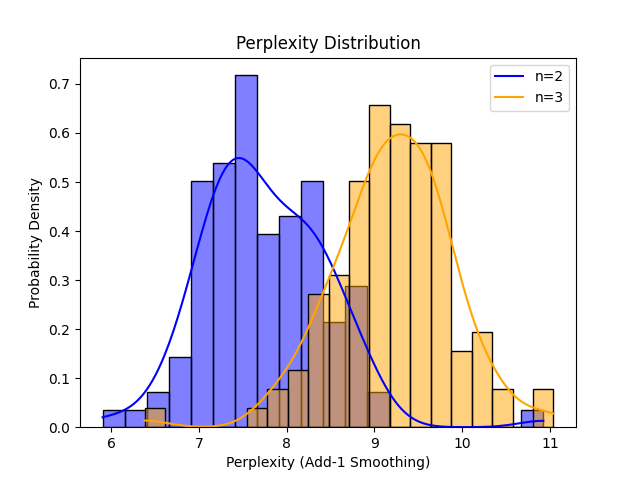 Perplexity Distribution
n=2
n=3
Probability Density
0.7
0.6
0.5
0.4
0.3
0.2
0.1
0.0
6 7 8 9 10 11
Perplexity (Add-1 Smoothing)